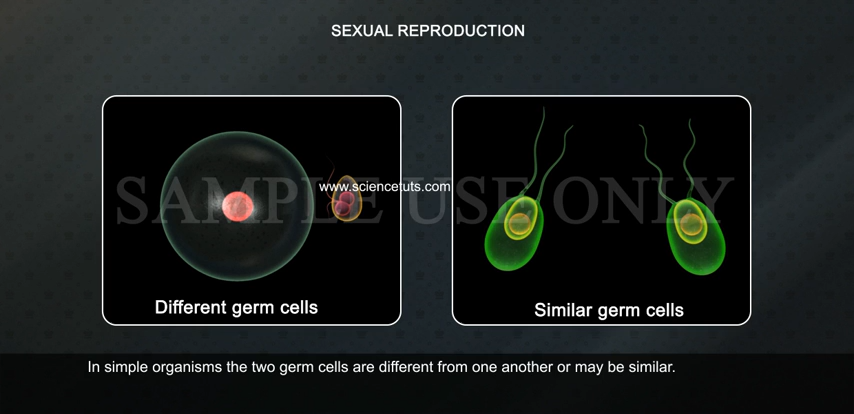 SEXUAL REPRODUCTION
www.sciencetuts.com
SAMPLE USE ONLY
Different germ cells
Similar germ cells
In simple organisms the two germ cells are different from one another or may be similar.